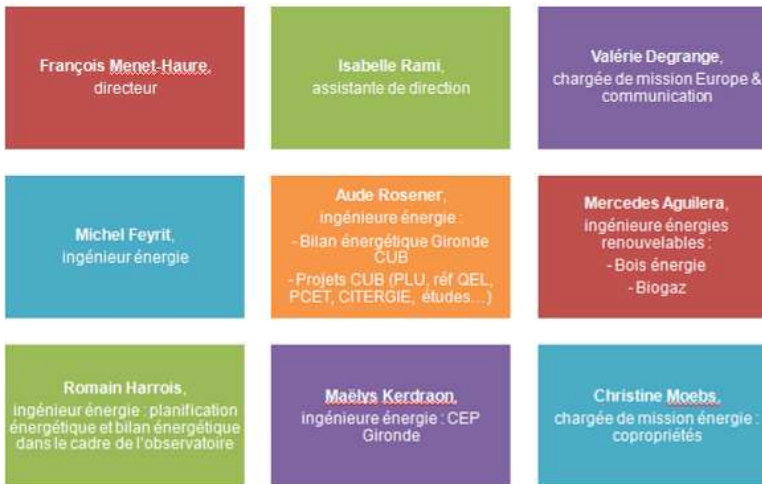 François Menet-Haure,
directeur
Isabelle Rami,
assistante de direction
Valérie Degrange,
chargée de mission Europe &
communication
Michel Feyrit,
ingénieur énergie
Aude Rosener,
ingénieure énergie :
- Bilan énergétique Gironde
CUB
- Projets CUB (PLU, réf QEL,
PCET, CITERGIE, études...)
Mercedes Aguilera,
ingénieure énergies
renouvelables :
- Bois énergie
- Biogaz
Romain Harrois,
ingénieur énergie : planification
énergétique et bilan énergétique
dans le cadre de l'observatoire
Maëlys Kerdraon,
ingénieure énergie : CEP
Gironde
Christine Moebs,
chargée de mission énergie :
copropriétés